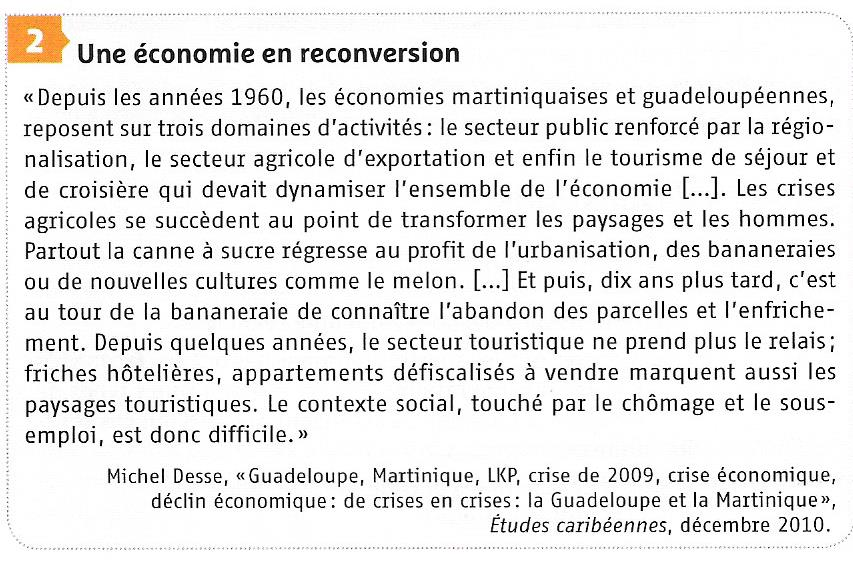 2
Une économie en reconversion
«Depuis les années 1960, les économies martiniquaises et guadeloupéennes,
reposent sur trois domaines d'activités : le secteur public renforcé par la régio-
nalisation, le secteur agricole d'exportation et enfin le tourisme de séjour et
de croisière qui devait dynamiser l'ensemble de l'économie [...]. Les crises
agricoles se succèdent au point de transformer les paysages et les hommes.
Partout la canne à sucre régresse au profit de l'urbanisation, des bananeraies
ou de nouvelles cultures comme le melon. [...] Et puis, dix ans plus tard, c'est
au tour de la bananeraie de connaître l'abandon des parcelles et l'enfriche-
ment. Depuis quelques années, le secteur touristique ne prend plus le relais ;
friches hôtelières, appartements défiscalisés à vendre marquent aussi les
paysages touristiques. Le contexte social, touché par le chômage et le sous-
emploi, est donc difficile.»
Michel Desse, «Guadeloupe, Martinique, LKP, crise de 2009, crise économique,
déclin économique : de crises en crises : la Guadeloupe et la Martinique»,
Études caribéennes, décembre 2010.